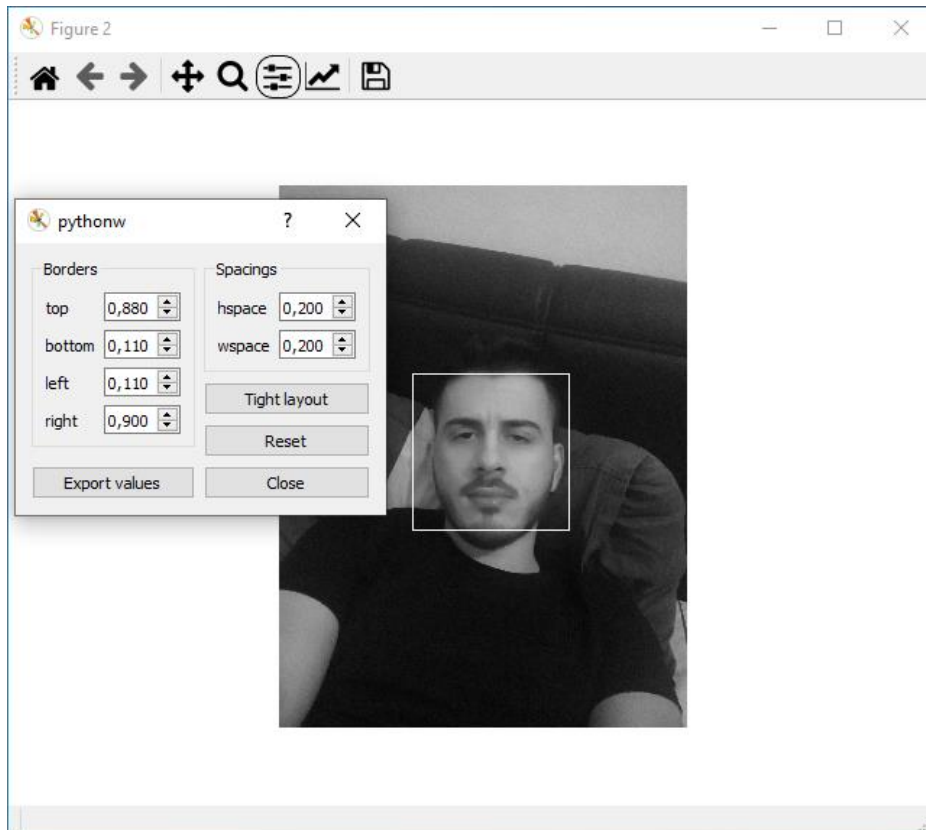 Figure 2
pythonw
?
Borders
top 0,880
bottom 0,110
left 0,110
right 0,900
Export values
Spacings
hspace 0,200
wspace 0,200
Tight layout
Reset
Close